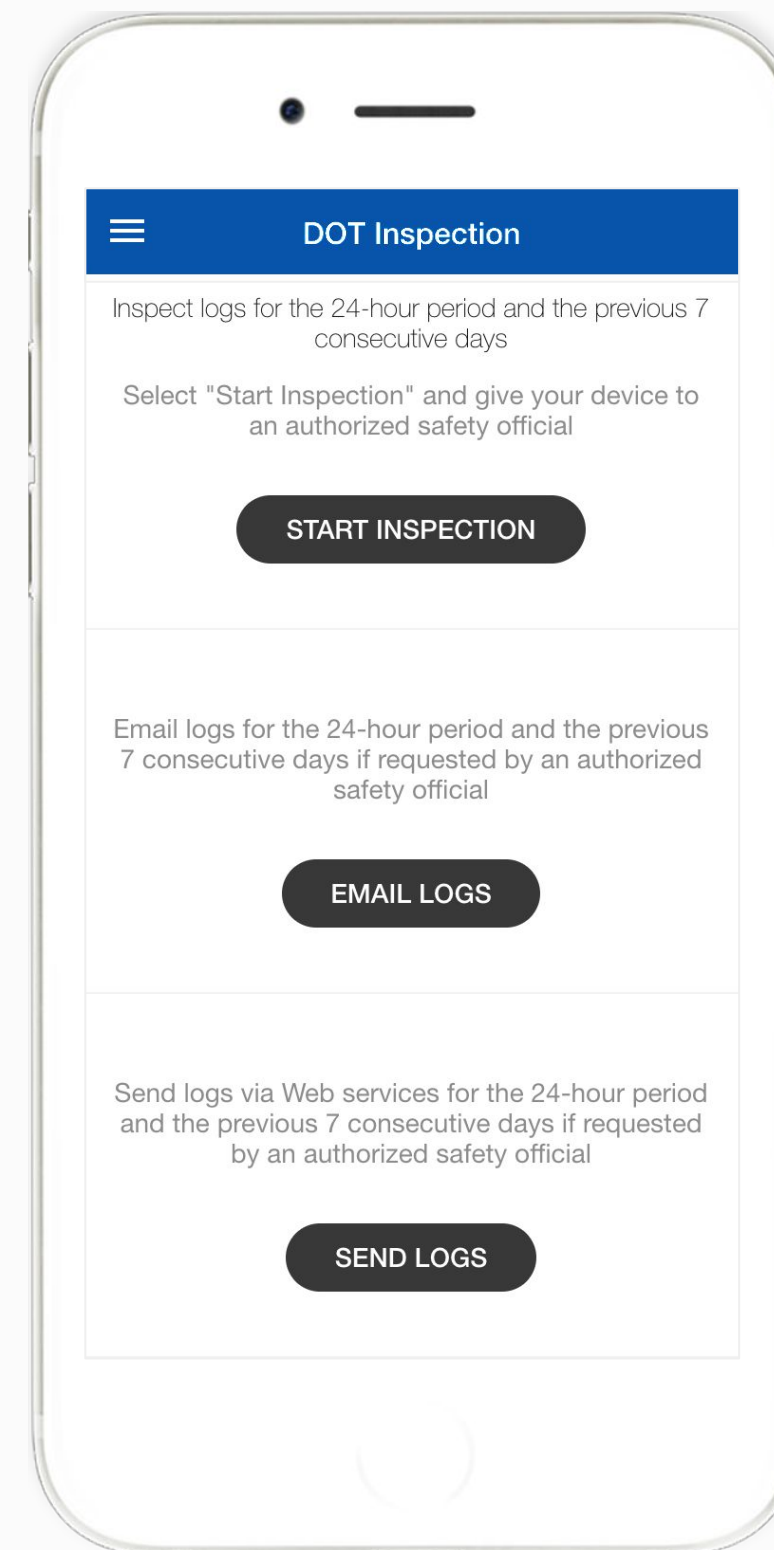 DOT Inspection
Inspect logs for the 24-hour period and the previous 7
consecutive days
Select "Start Inspection" and give your device to
an authorized safety official
START INSPECTION
Email logs for the 24-hour period and the previous
7 consecutive days if requested by an authorized
safety official
EMAIL LOGS
Send logs via Web services for the 24-hour period
and the previous 7 consecutive days if requested
by an authorized safety official
SEND LOGS